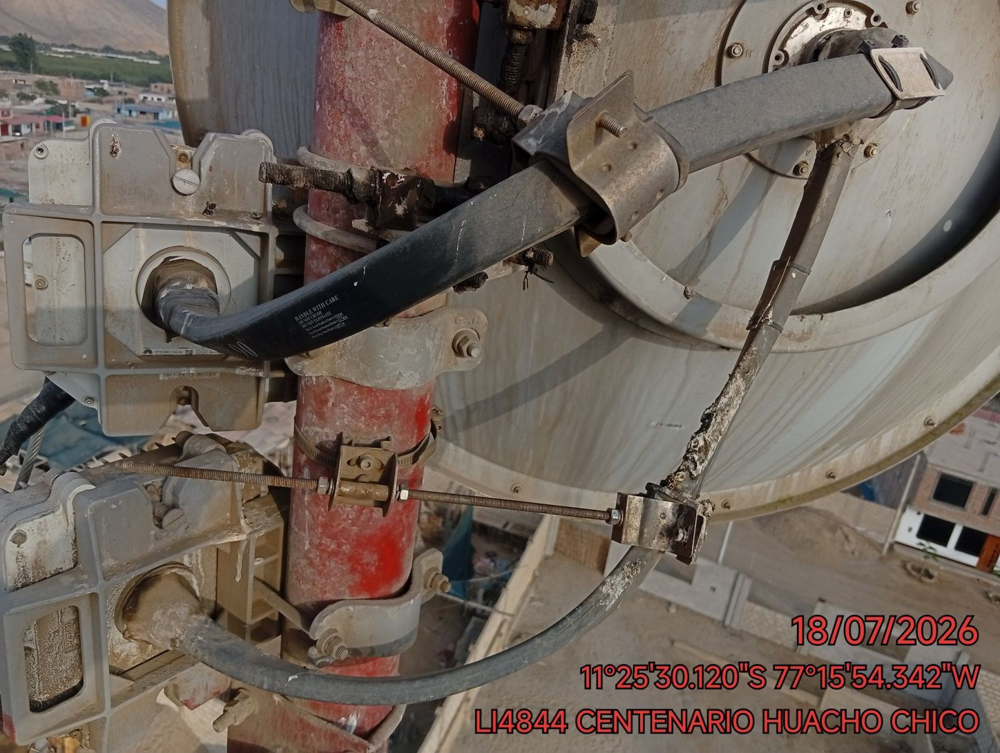 HANDLE WITH CARE
DO NOT CRUSH
DO NOT ELONGATE
90
18/07/2026
11°25'30.120"S 77°15'54.342"W
LI4844 CENTENARIO HUACHO CHICO